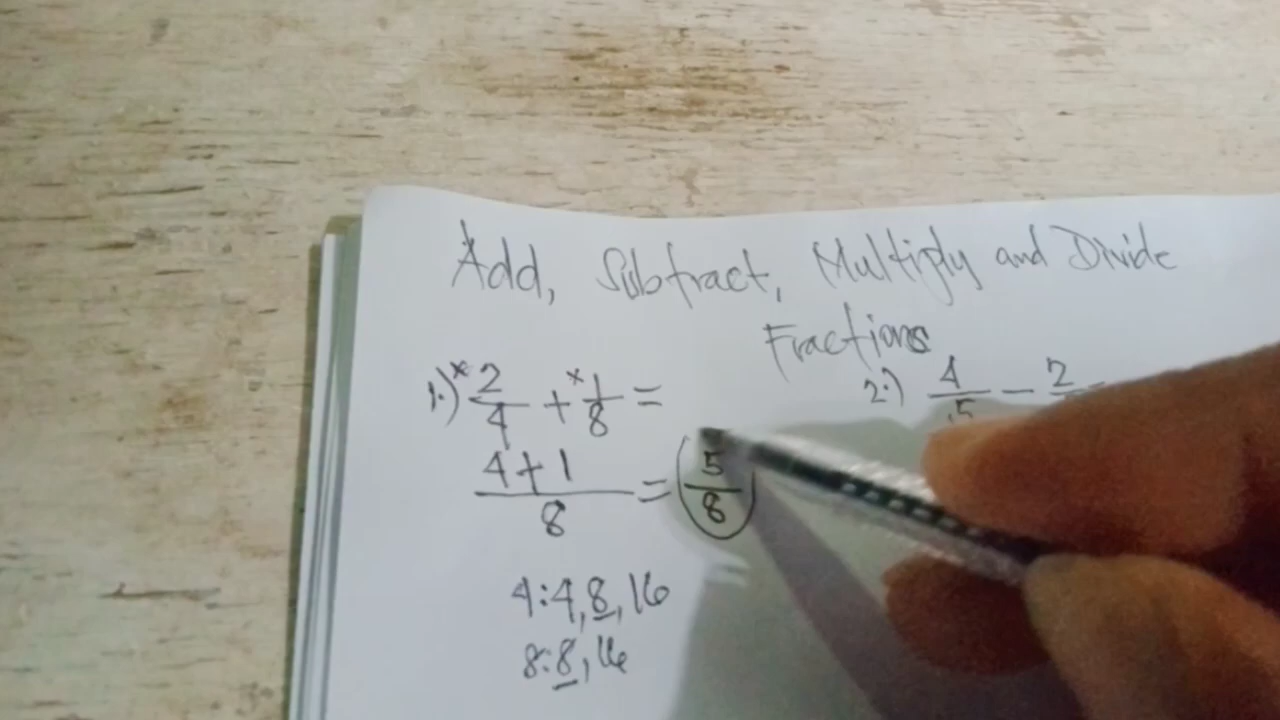 Add, Subtract, Multiply and Divide
Fractions
1.) × 2/4 + × 1/8 =
4+1/8 = 5/8
4:4,8,16
8:8,16
2.) 4/5 - 2